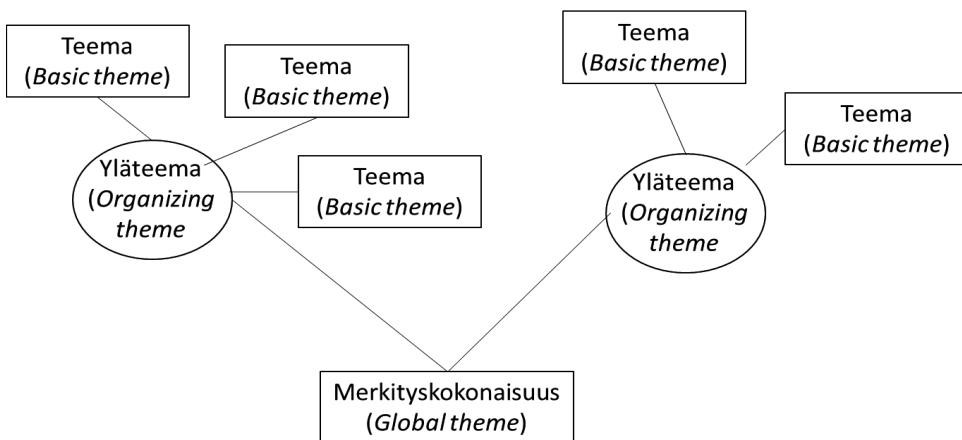 Teema
(Basic theme)
Teema
(Basic theme)
Teema
(Basic theme)
Yläteema
(Organizing
theme
Teema
(Basic theme)
Teema
(Basic theme)
Yläteema
(Organizing
theme
Merkityskokonaisuus
(Global theme)